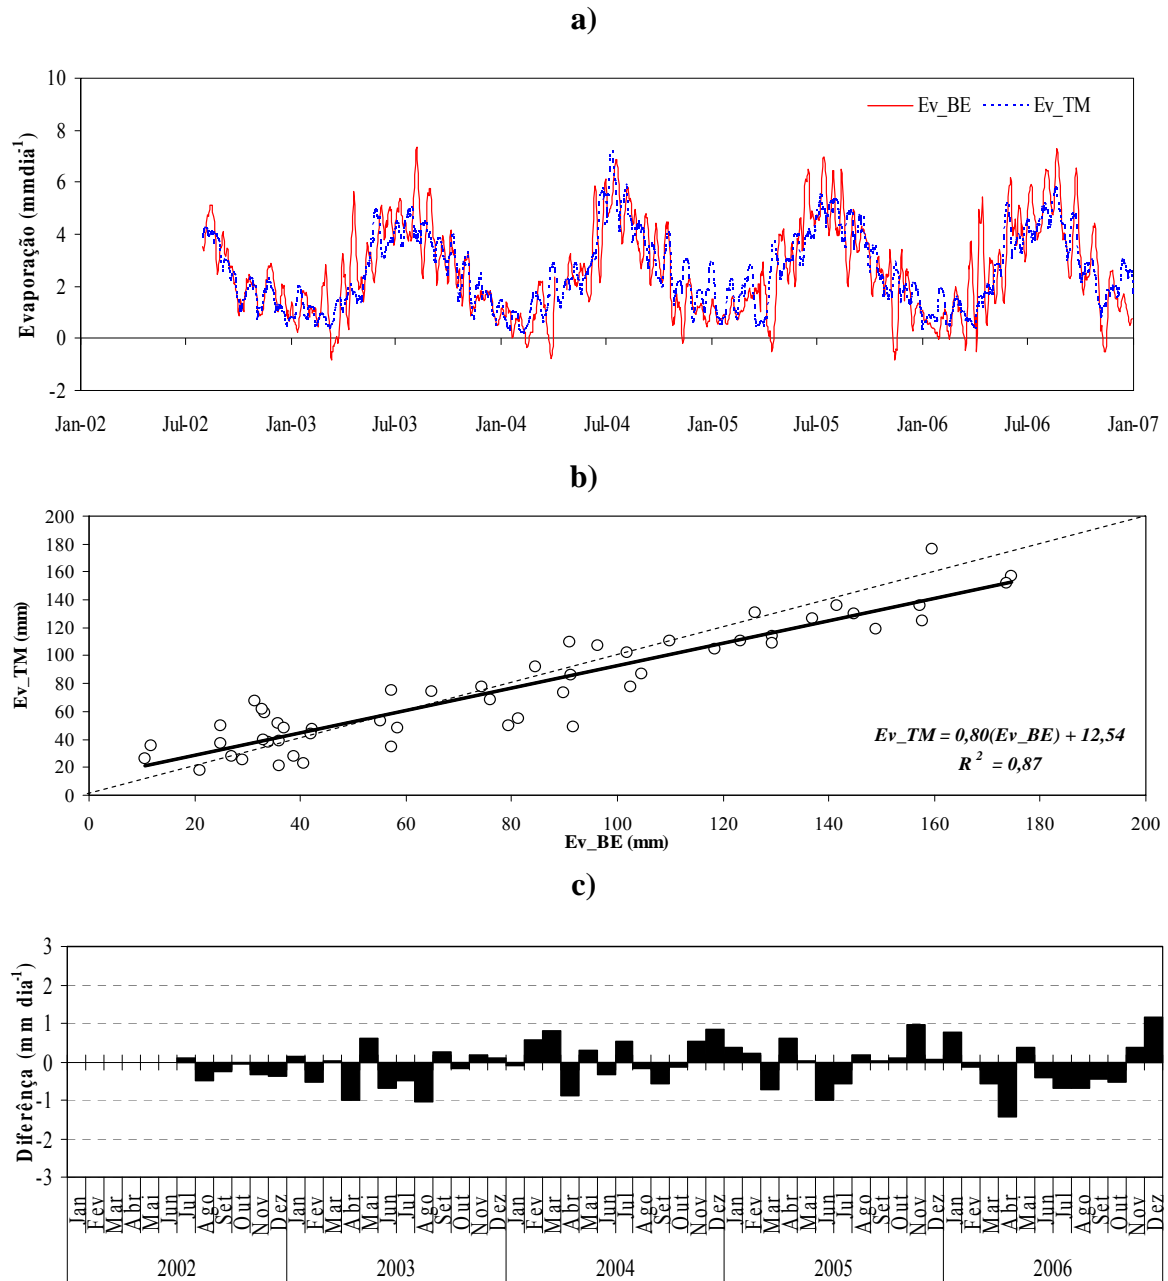 a)
Evaporação (mmdia-1)
10
8
6
4
2
0
-2
Ev_BE
Ev_TM
Jan-02 Jul-02 Jan-03 Jul-03 Jan-04 Jul-04 Jan-05 Jul-05 Jan-06 Jul-06 Jan-07
b)
Ev_TM (mm)
200
180
160
140
120
100
80
60
40
20
0
Ev_TM = 0,80(Ev_BE) + 12,54
R 2 = 0,87
0 20 40 60 80 100 120 140 160 180 200
Ev_BE (mm)
c)
Diferênça (mm dia-1)
3
2
1
0
-1
-2
-3
Jan Fev Mar Abri Mai Jun Jul Ago Set Out Nov Dez Jan Fev Mar Abr Mai Jun Jul Ago Set Out Nov Dez Jan Fev Mar Abri Mai Jun Jul Ago Set Out Nov Dez Jan Fev Mar Abr Mai Jun Jul Ago Set Out Nov Dez Jan Fev Mar Abr Mai Jun Jul Ago Set Out Nov Dez
2002 2003 2004 2005 2006